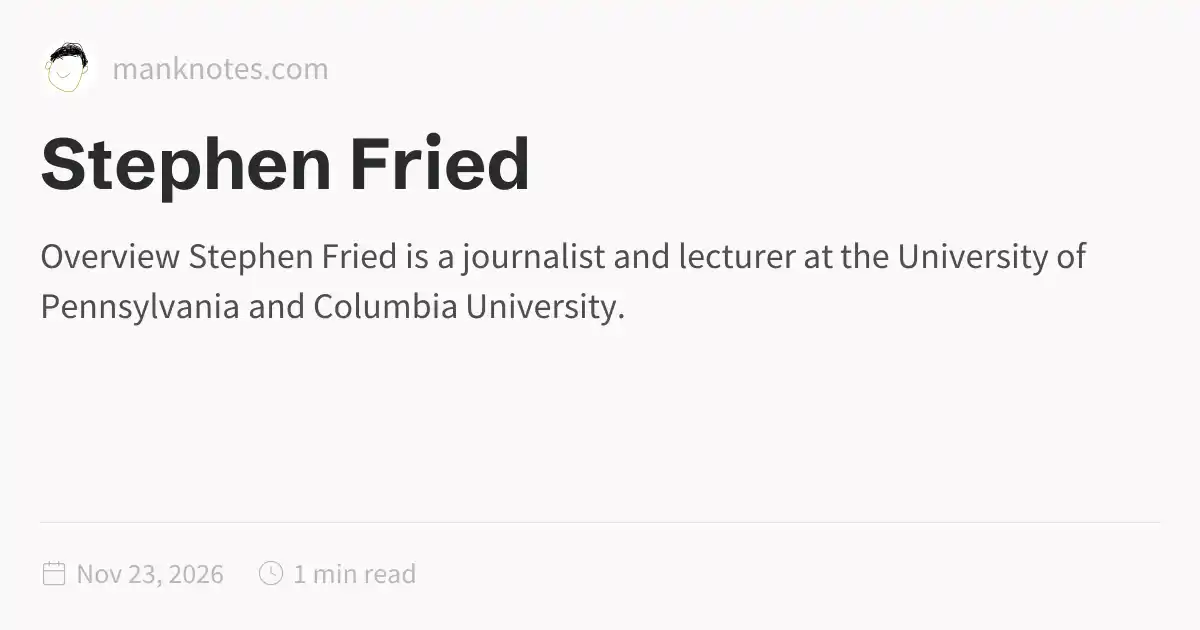 manknotes.com
Stephen Fried
Overview Stephen Fried is a journalist and lecturer at the University of
Pennsylvania and Columbia University.
Nov 23, 2026 1 min read